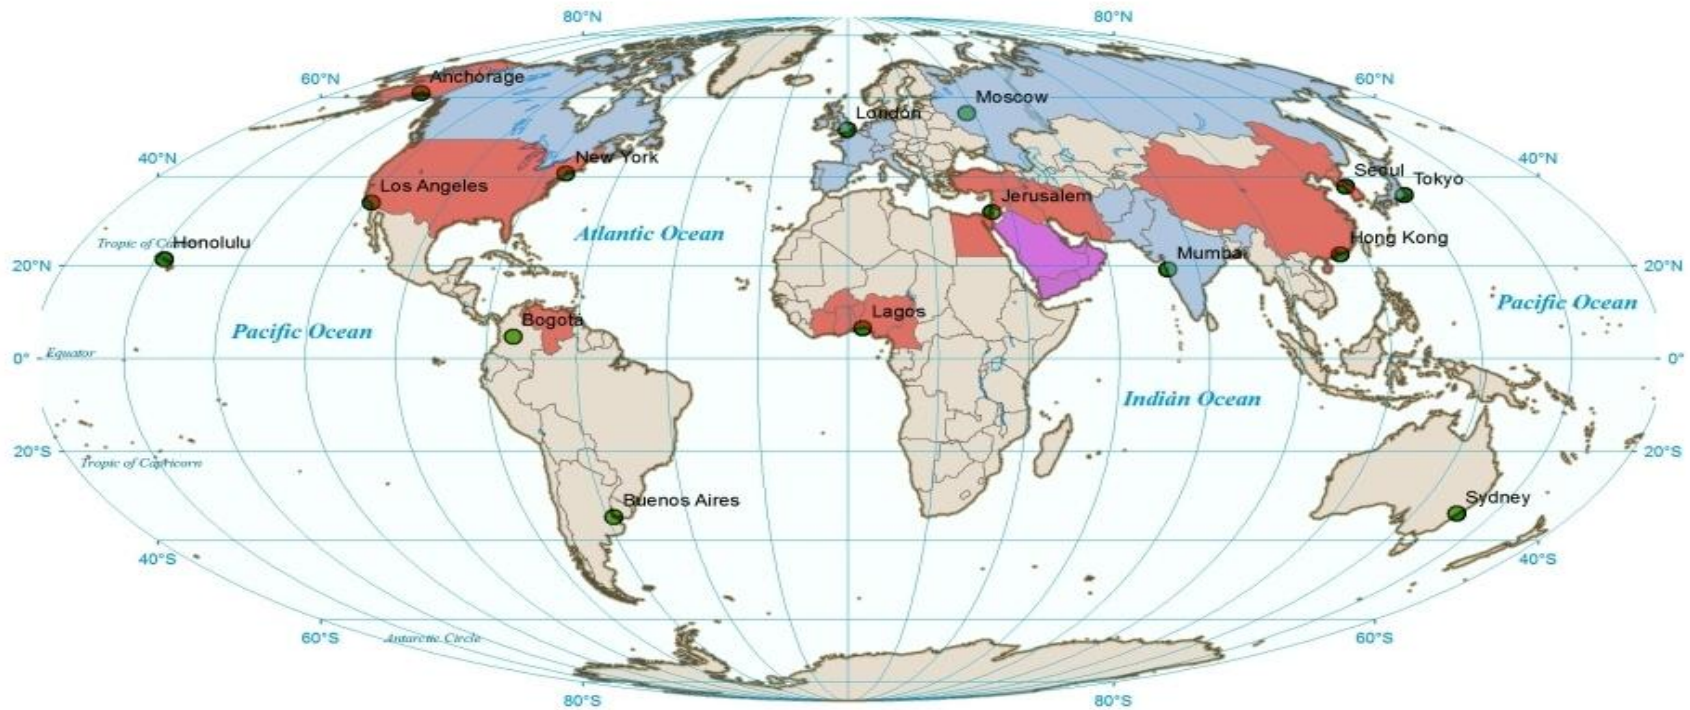 80°N 80°N
60°N Anchorage Moscow 60°N
London
40°N New York Seoul Tokyo 40°N
Los Angeles Jerusalem
Tropic of Honolulu Atlantic Ocean Hong Kong
20°N Mumbai 20°N
Pacific Ocean Bogota Lagos Pacific Ocean
0° Equator 0°
Indian Ocean
20°S Tropic of Capricorn 20°S
Buenos Aires Sydney
40°S 40°S
60°S Antarctic Circle 60°S
80°S 80°S